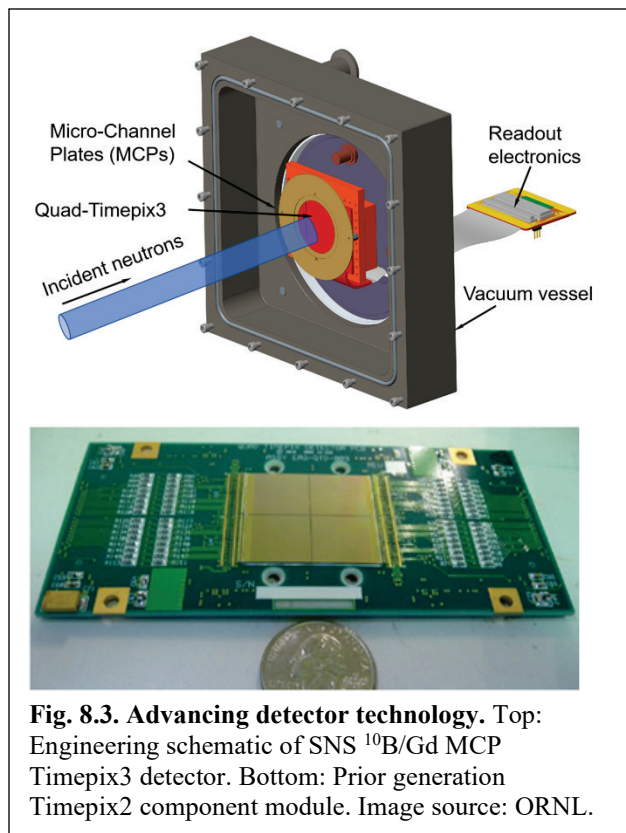 Micro-Channel
Plates (MCPs)
Readout
electronics
Quad-Timepix3
Incident neutrons
Vacuum vessel
S/N
Fig. 8.3. Advancing detector technology. Top:
Engineering schematic of SNS ¹⁰B/Gd MCP
Timepix3 detector. Bottom: Prior generation
Timepix2 component module. Image source: ORNL.